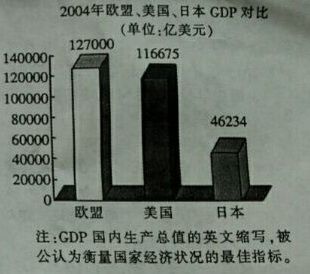 2004年欧盟、美国、日本GDP对比
(单位:亿美元)
127000
116675
46234
140000
120000
100000
80000
60000
40000
20000
0
欧盟 美国 日本
注:GDP国内生产总值的英文缩写,被
公认为衡量国家经济状况的最佳指标。